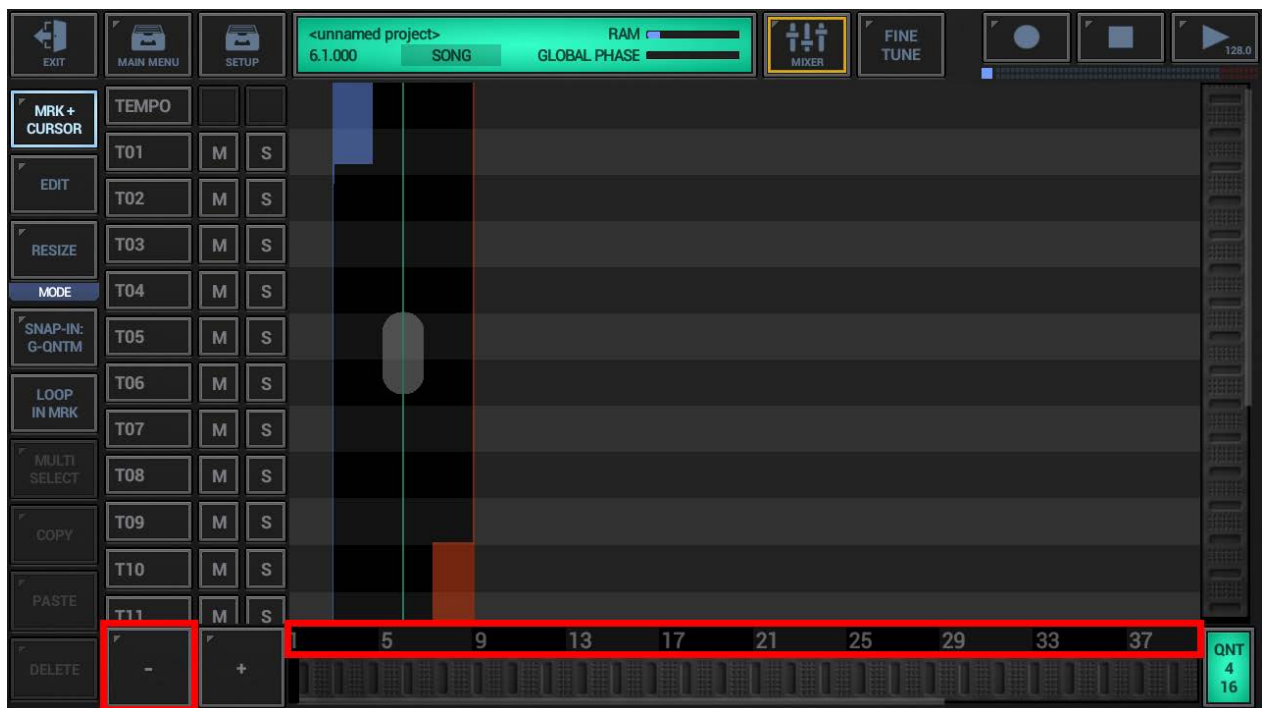 <unnamed project>
RAM
6.1.000
SONG
GLOBAL PHASE
EXIT
MAIN MENU
SETUP
MIXER
FINE
TUNE
128.0
MRK +
CURSOR
EDIT
RESIZE
MODE
SNAP-IN:
G-QNTM
LOOP
IN MRK
MULTI
SELECT
COPY
PASTE
DELETE
TEMPO
T01 M S
T02 M S
T03 M S
T04 M S
T05 M S
T06 M S
T07 M S
T08 M S
T09 M S
T10 M S
T11 M S
- +
1 5 9 13 17 21 25 29 33 37
QNT
4
16